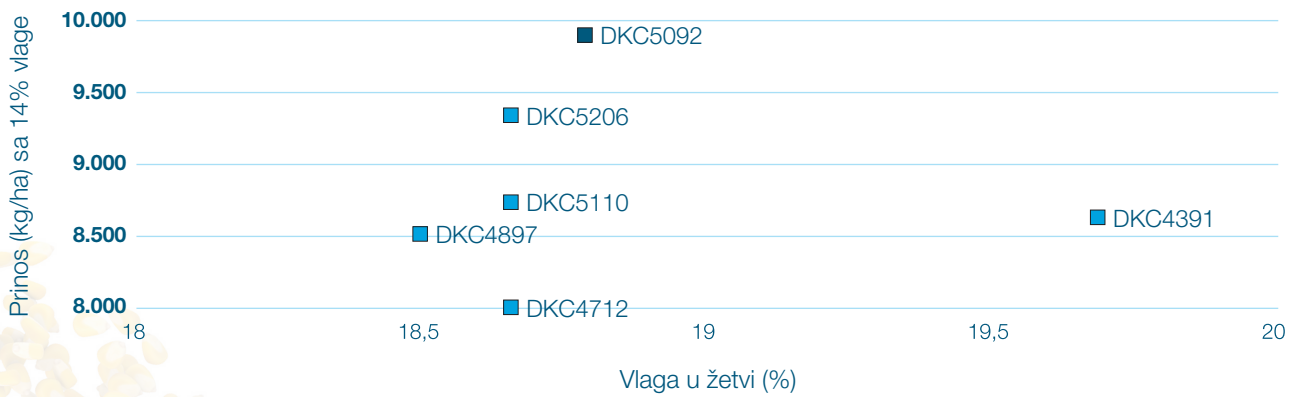 Prinos (kg/ha) sa 14% vlage
10.000
9.500
9.000
8.500
8.000
DKC5092
DKC5206
DKC5110
DKC4897
DKC4391
DKC4712
18
18,5
19
19,5
20
Vlaga u žetvi (%)